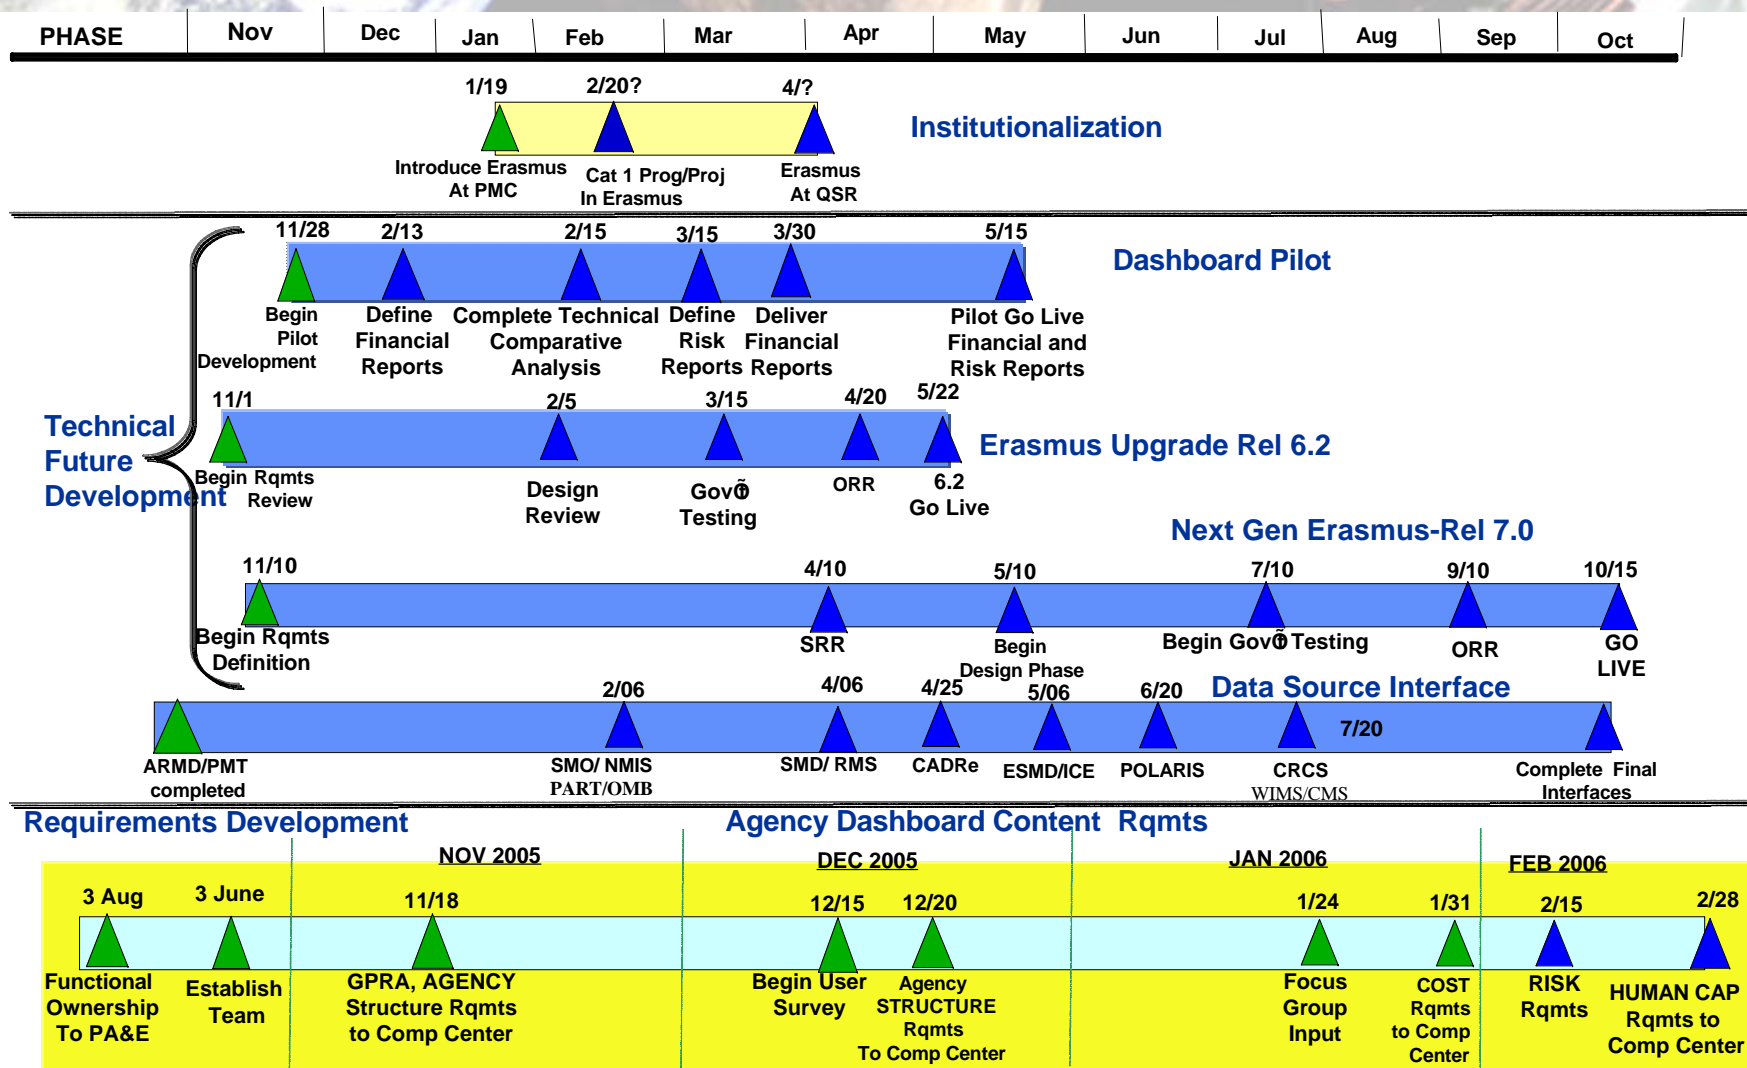 PHASE Nov Dec Jan Feb Mar Apr May Jun Jul Aug Sep Oct
1/19 2/20? 4/?
Institutionalization
Introduce Erasmus
At PMC
Cat 1 Prog/Proj
In Erasmus
Erasmus
At QSR
11/28 2/13 2/15 3/15 3/30 5/15
Dashboard Pilot
Begin
Pilot
Development
Define
Financial
Reports
Complete Technical
Comparative
Analysis
Define
Risk
Reports
Deliver
Financial
Reports
Pilot Go Live
Financial and
Risk Reports
Technical
Future
Development
11/1 2/5 3/15 4/20 5/22
Erasmus Upgrade Rel 6.2
Begin Rqmts
Review
Design
Review
Testing
ORR
6.2
Go Live
Next Gen Erasmus-Rel 7.0
11/10 4/10 5/10 7/10 9/10 10/15
Begin Rqmts
Definition
SRR
Begin
Design Phase
Begin Testing
ORR
GO
LIVE
Data Source Interface
2/06 4/06 4/25 5/06 6/20 7/20
ARMD/PMT
completed
SMO/ NMIS
PART/OMB
SMD/ RMS
CADRe
ESMD/ICE
POLARIS
CRCS
WIMS/CMS
Complete Final
Interfaces
Requirements Development
Agency Dashboard Content Rqmts
NOV 2005 DEC 2005 JAN 2006 FEB 2006
3 Aug 3 June 11/18 12/15 12/20 1/24 1/31 2/15 2/28
Functional
Ownership
To PA&E
Establish
Team
GPRA, AGENCY
Structure Rqmts
to Comp Center
Begin User
Survey
Agency
STRUCTURE
Rqmts
To Comp Center
Focus
Group
Input
COST
Rqmts
to Comp
Center
RISK
Rqmts
HUMAN CAP
Rqmts to
Comp Center